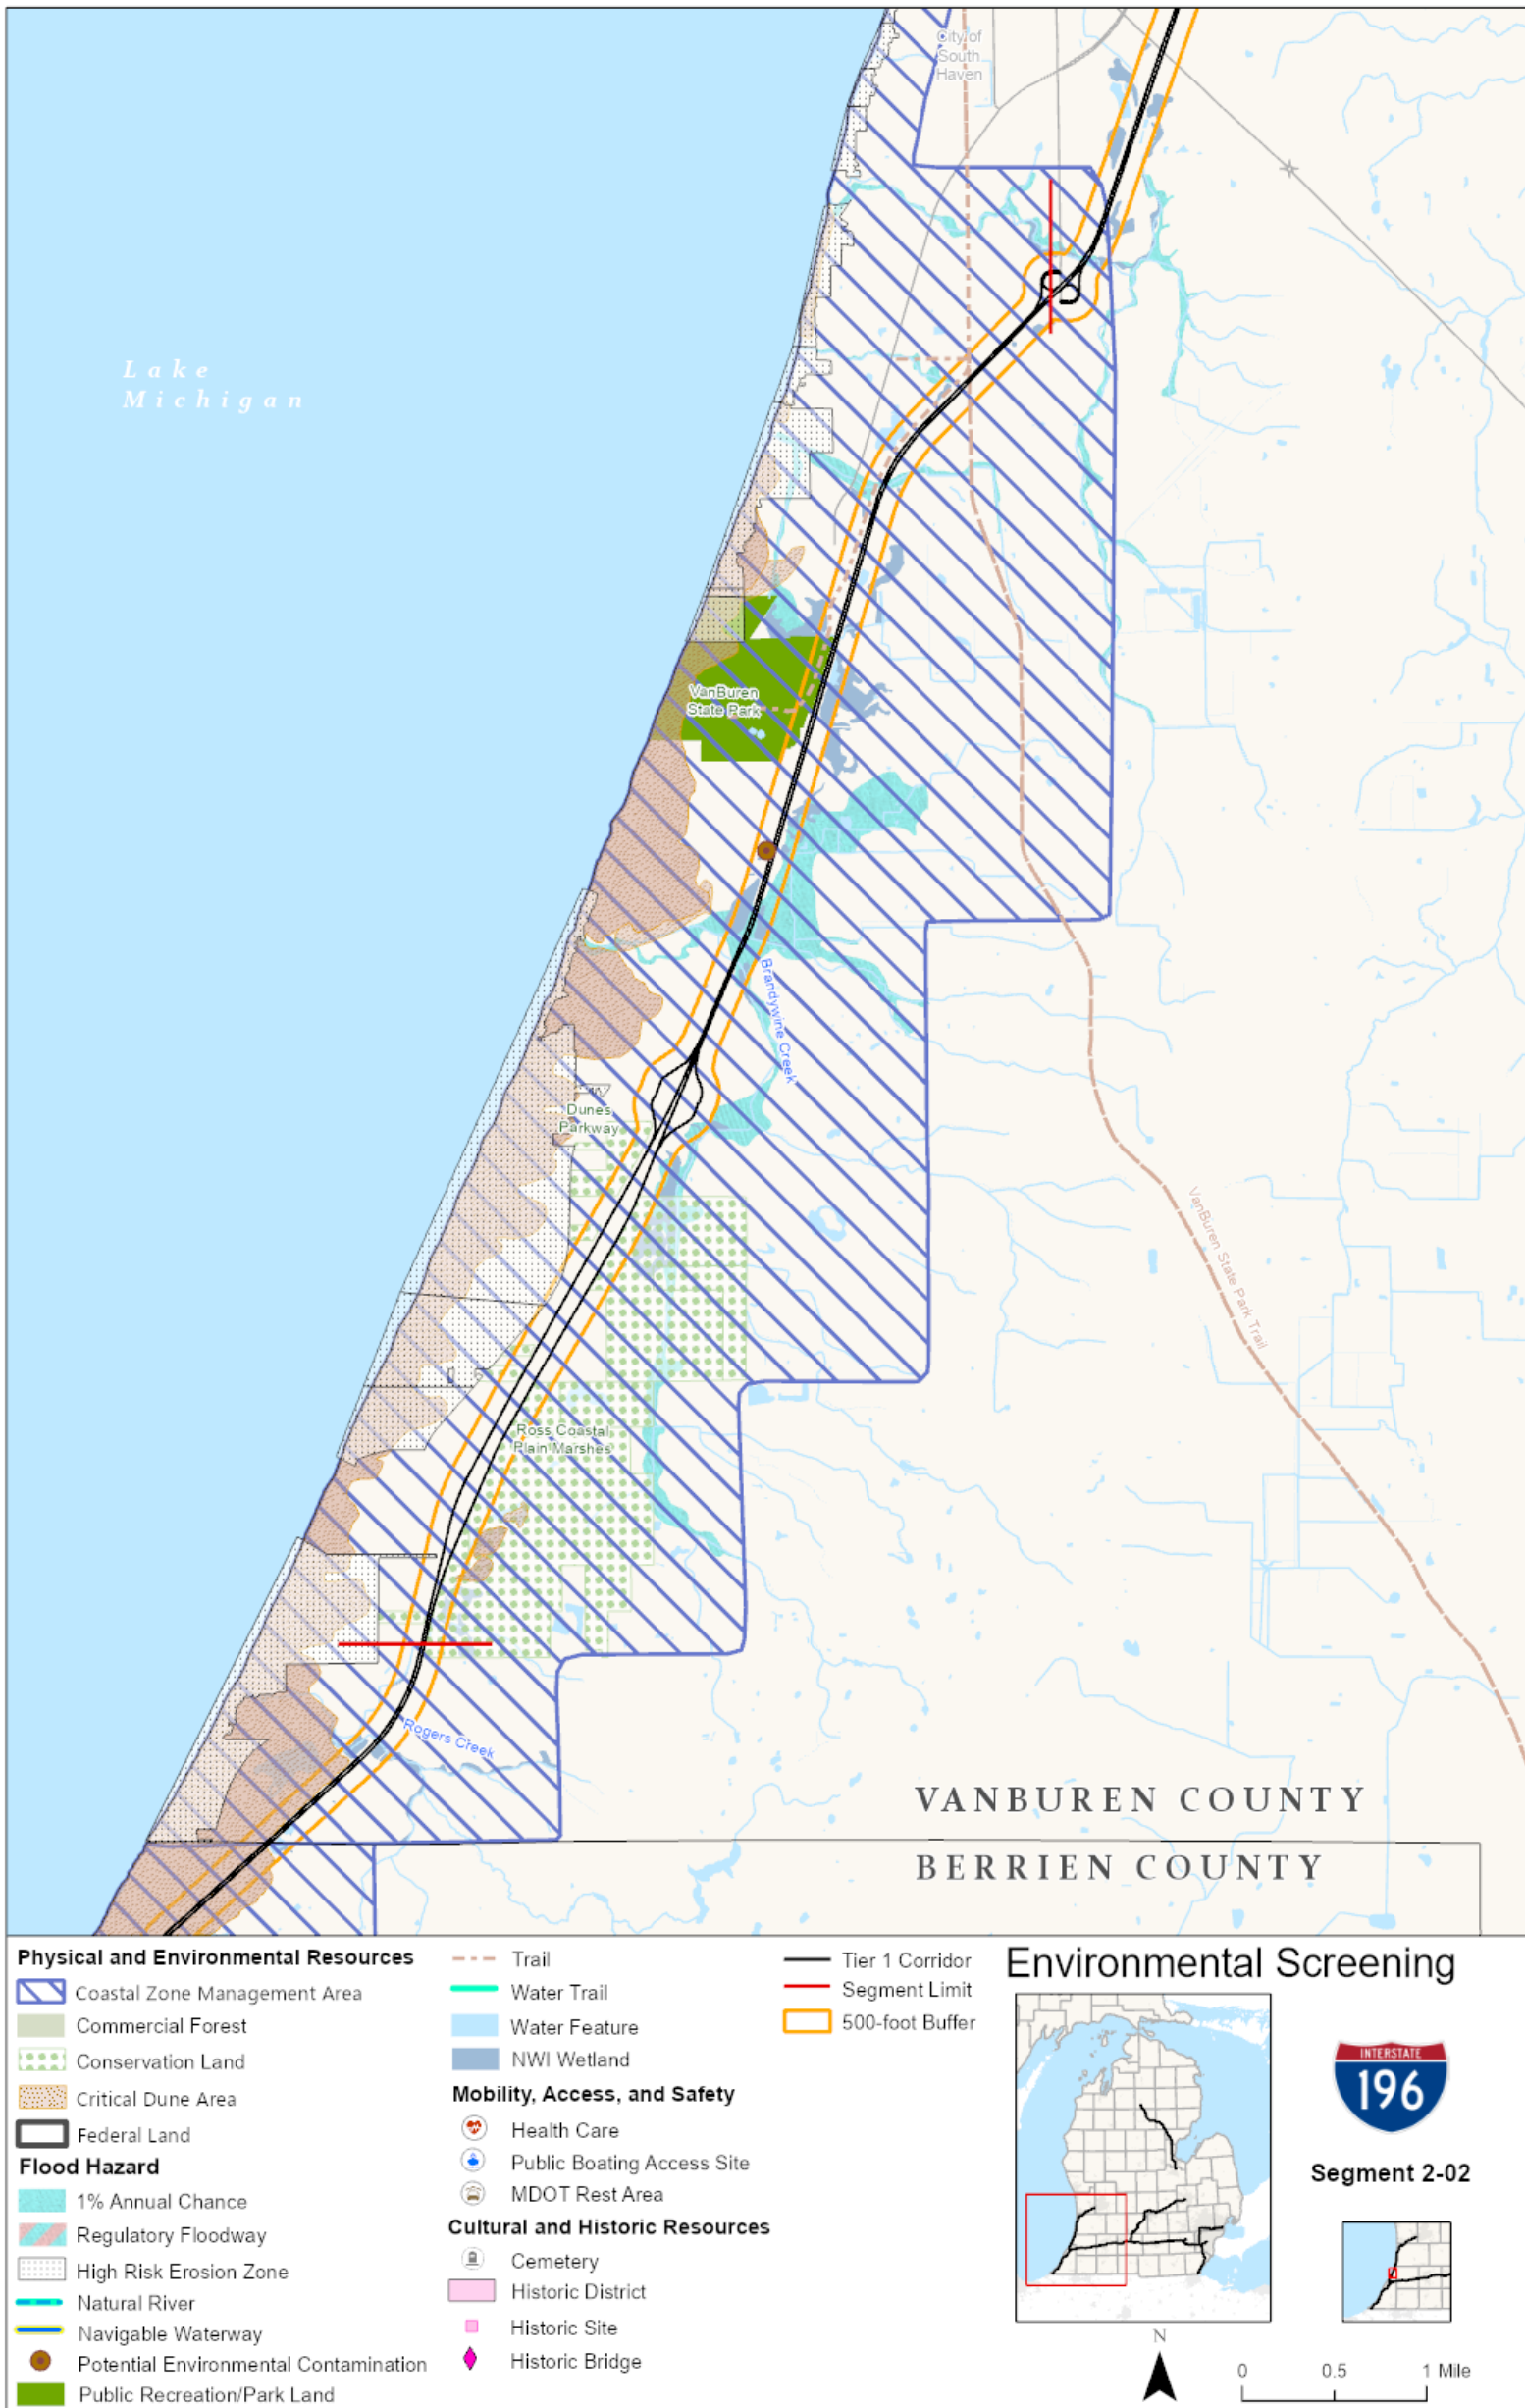 City of
South
Haven
Lake
Michigan
VanBuren
State Park
Brandywine Creek
Dunes
Parkway
VanBuren State Park Trail
Ross Coastal
Plain Marshes
Rogers Creek
VANBUREN COUNTY
BERRIEN COUNTY
Physical and Environmental Resources
Coastal Zone Management Area
Commercial Forest
Conservation Land
Critical Dune Area
Federal Land
Flood Hazard
1% Annual Chance
Regulatory Floodway
High Risk Erosion Zone
Natural River
Navigable Waterway
Potential Environmental Contamination
Public Recreation/Park Land
Trail
Water Trail
Water Feature
NWI Wetland
Mobility, Access, and Safety
Health Care
Public Boating Access Site
MDOT Rest Area
Cultural and Historic Resources
Cemetery
Historic District
Historic Site
Historic Bridge
Tier 1 Corridor
Segment Limit
500-foot Buffer
Environmental Screening
INTERSTATE
196
Segment 2-02
N
0 0.5 1 Mile